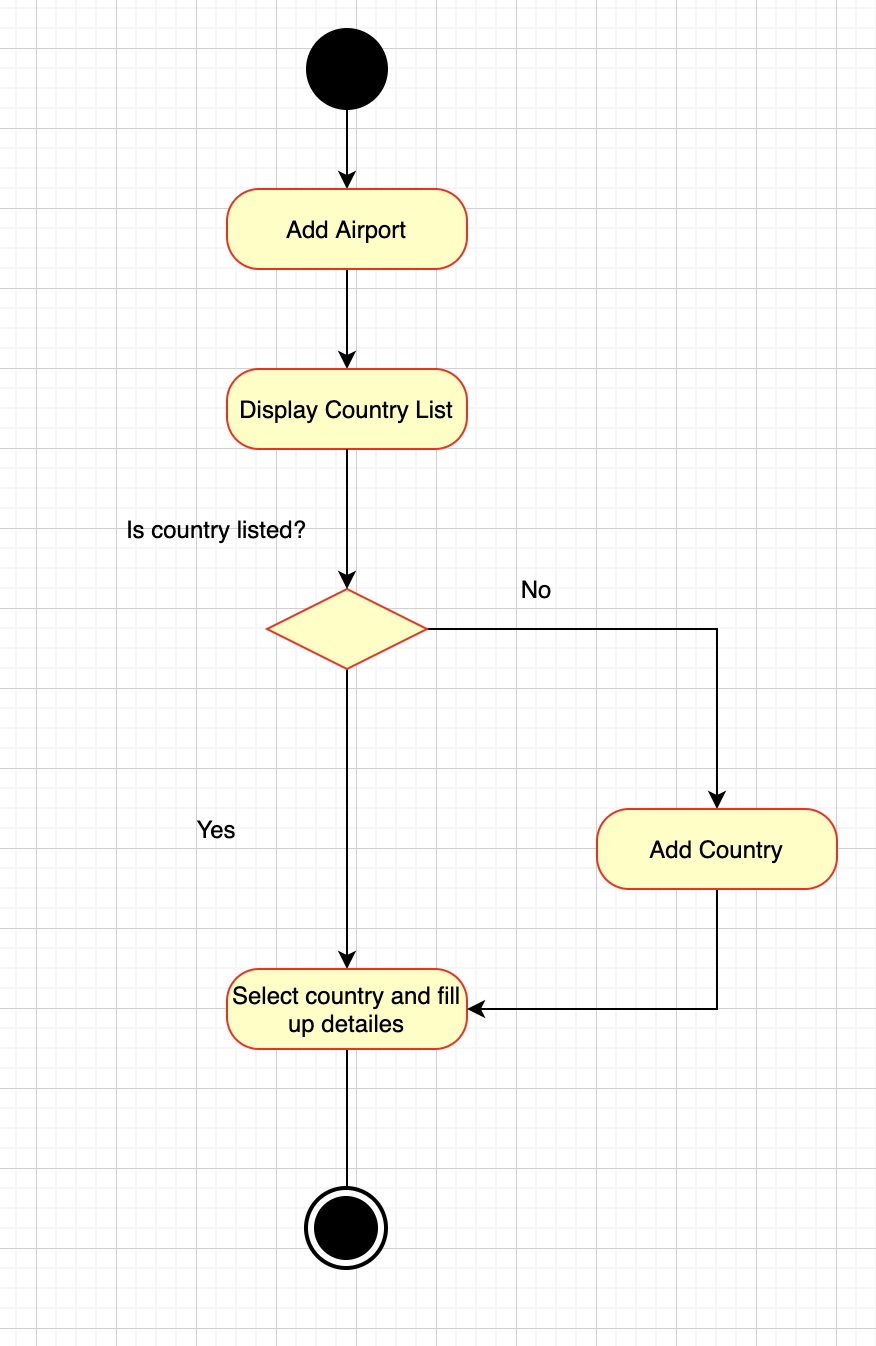 Add Airport
Display Country List
Is country listed?
No
Yes
Add Country
Select country and fill
up detailes